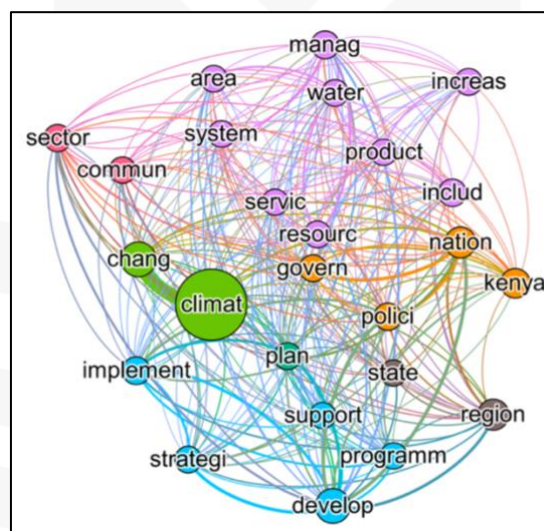 manag
area
water
increas
sector
system
product
commun
servic
includ
resourc
nation
chang
govern
kenya
climat
polici
plan
implement
state
support
region
strategi
programm
develop